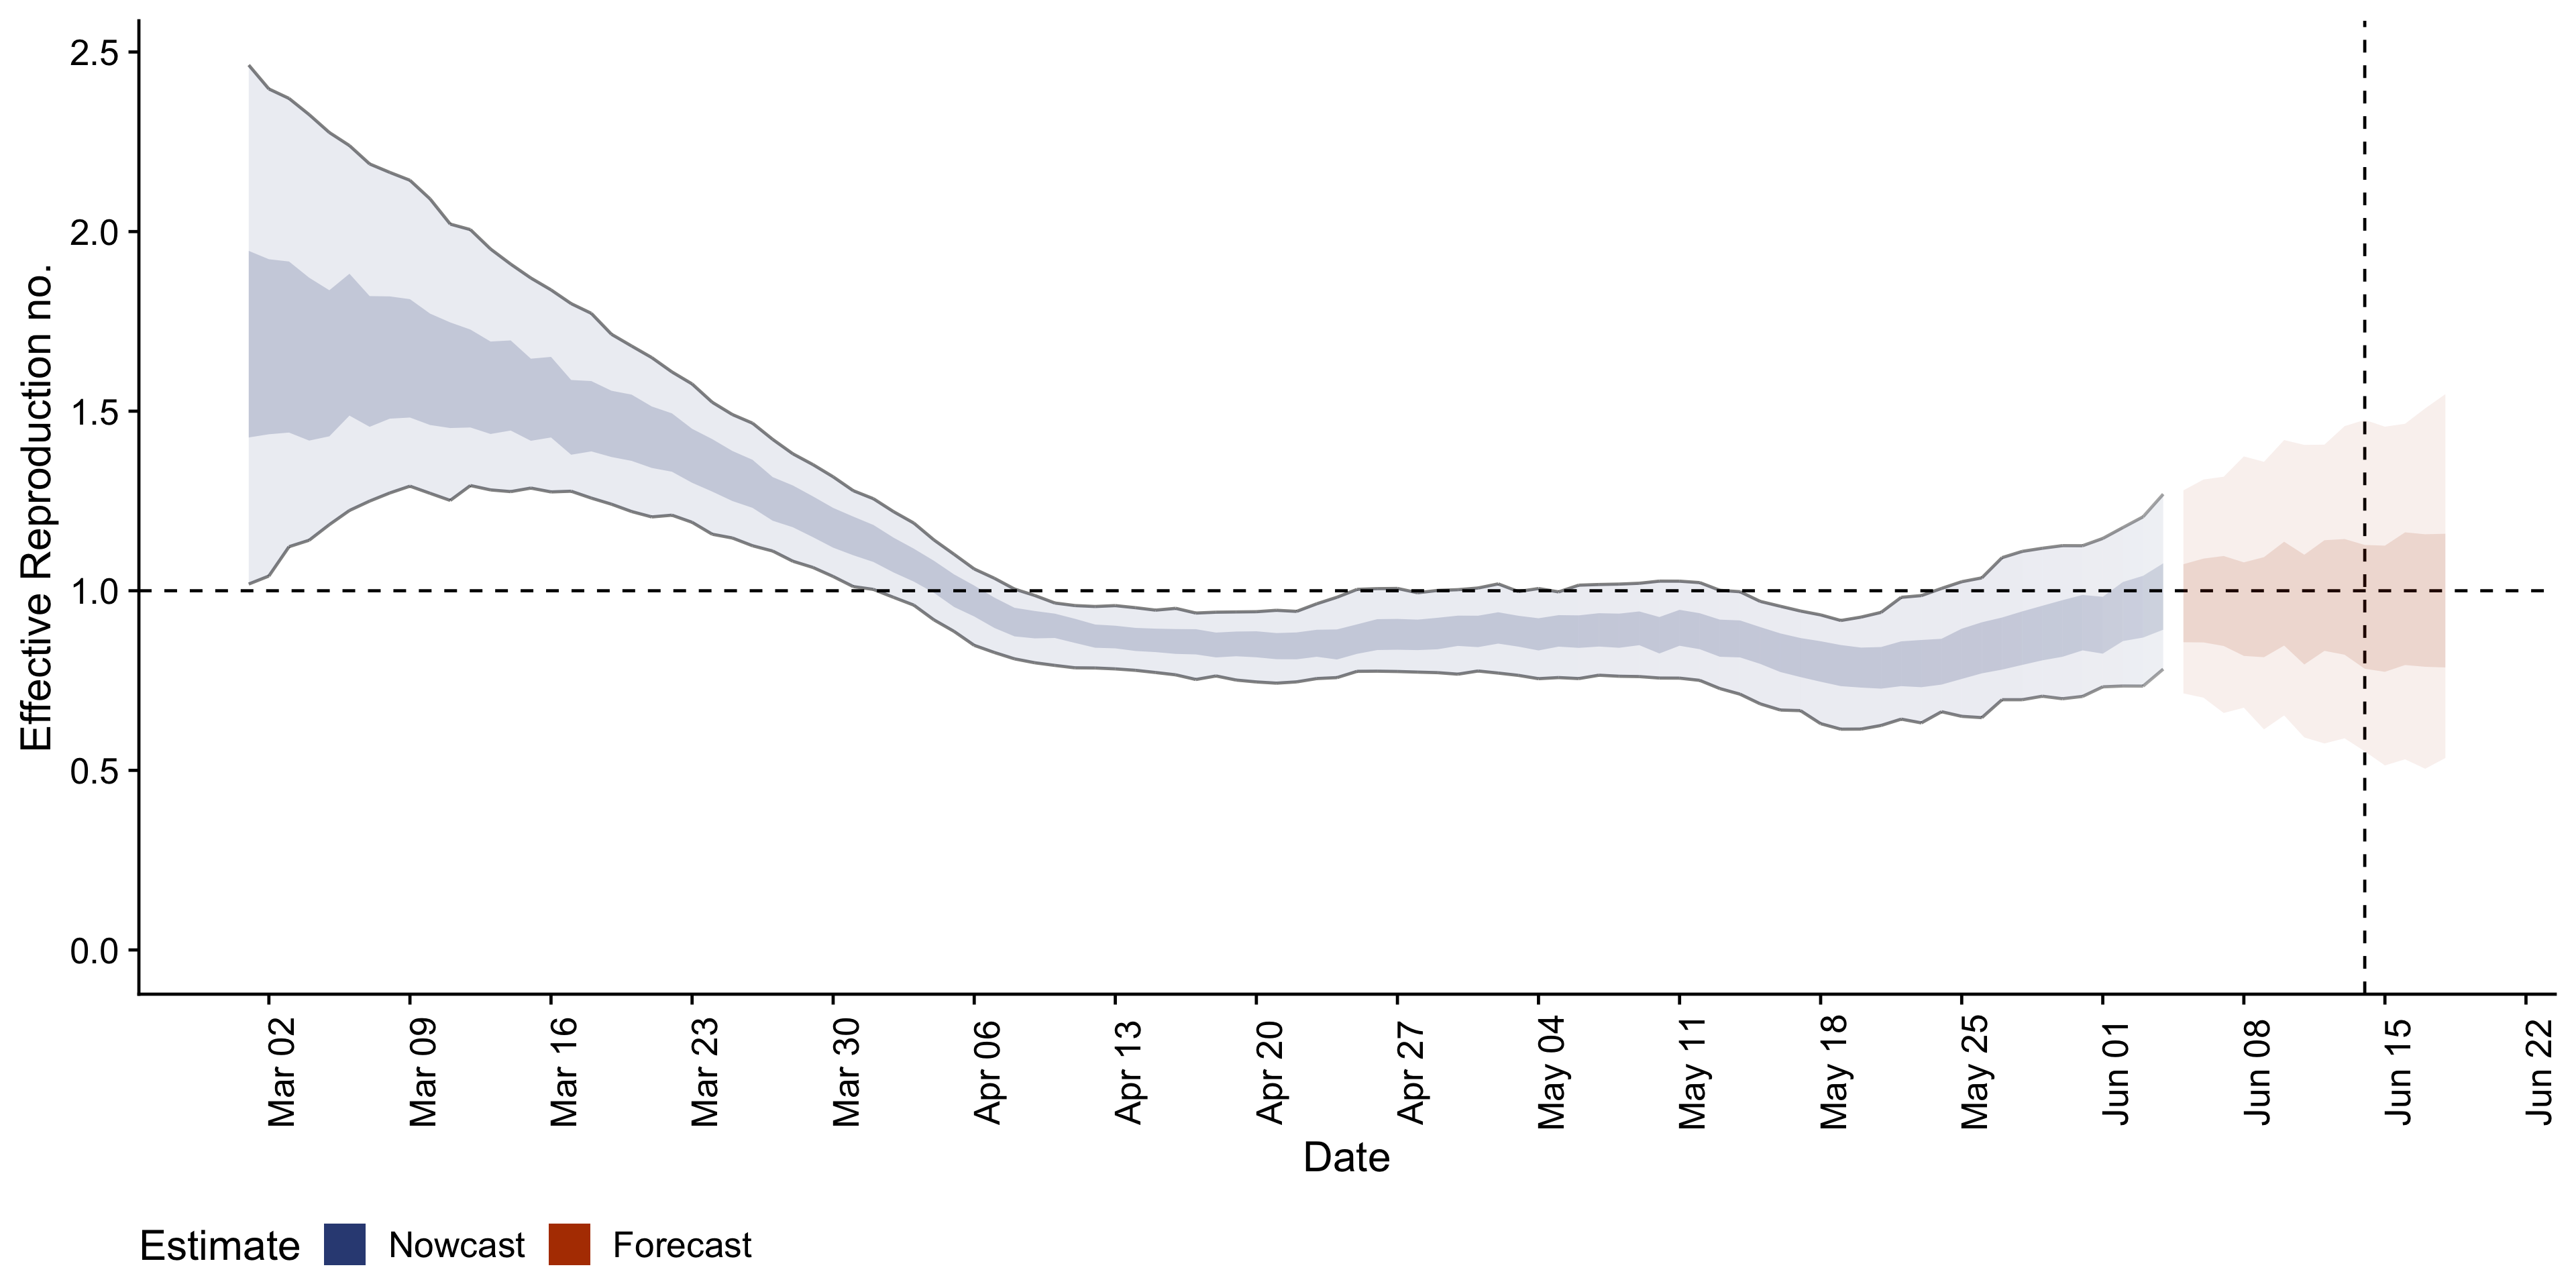 Effective Reproduction no.
2.5
2.0
1.5
1.0
0.5
0.0
Mar 02
Mar 09
Mar 16
Mar 23
Mar 30
Apr 06
Apr 13
Apr 20
Apr 27
May 04
May 11
May 18
May 25
Jun 01
Jun 08
Jun 15
Jun 22
Date
Estimate Nowcast Forecast